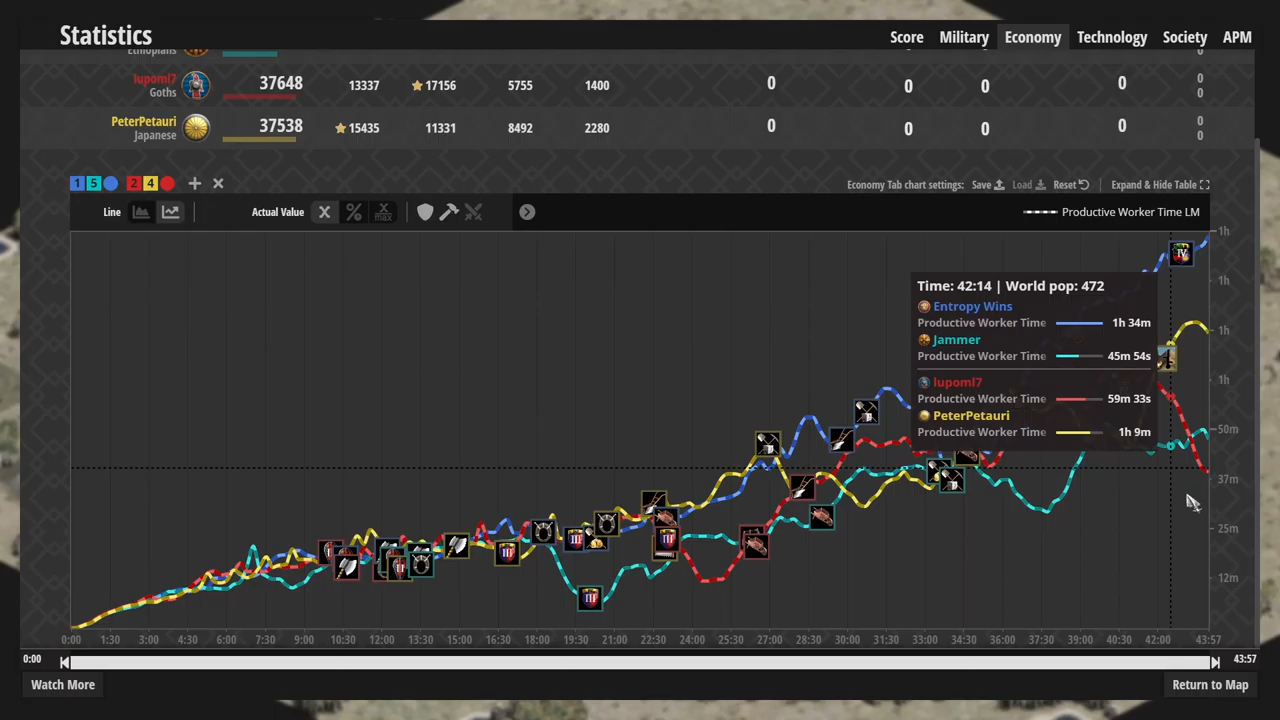 Statistics
Score Military Economy Technology Society APM
Ethiopians 0 0 0 0 0
lupoml7 37648 13337 17156 5755 1400 0 0 0 0 0
Goths 0
PeterPetauri 37538 15435 11331 8492 2280 0 0 0 0 0
Japanese 0
1 5 2 4 Economy Tab chart settings: Save Load Reset Expand & Hide Table
Line Actual Value X % X max Productive Worker Time LM
1h
1h
1h
1h
50m
37m
25m
12m
Time: 42:14 | World pop: 472
Entropy Wins
Productive Worker Time 1h 34m
Jammer
Productive Worker Time 45m 54s
lupoml7
Productive Worker Time 59m 33s
PeterPetauri
Productive Worker Time 1h 9m
0:00 1:30 3:00 4:30 6:00 7:30 9:00 10:30 12:00 13:30 15:00 16:30 18:00 19:30 21:00 22:30 24:00 25:30 27:00 28:30 30:00 31:30 33:00 34:30 36:00 37:30 39:00 40:30 42:00 43:57
0:00 43:57
Watch More Return to Map